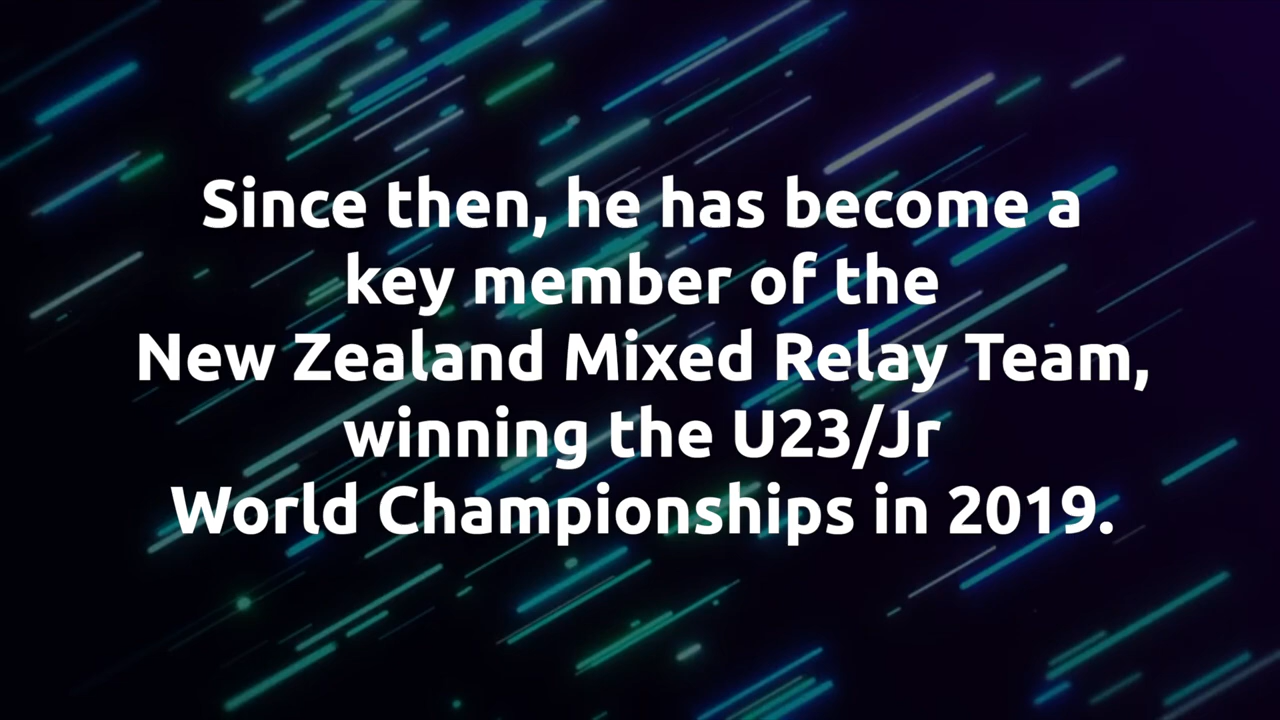 Since then, he has become a
key member of the
New Zealand Mixed Relay Team,
winning the U23/Jr
World Championships in 2019.